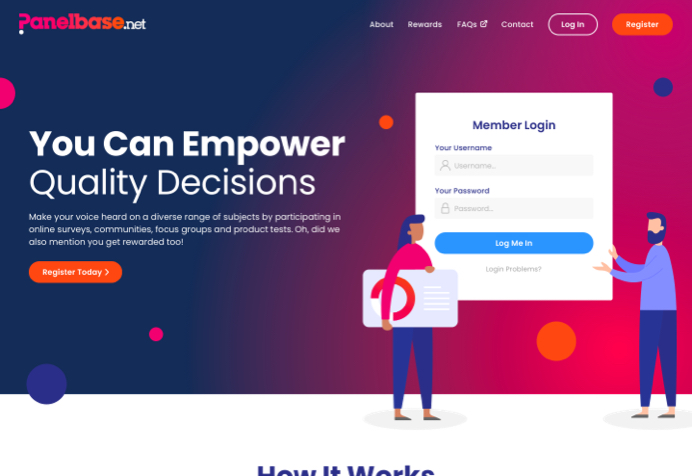 Panelbase.net
About Rewards FAQs Contact Log In Register
You Can Empower
Quality Decisions
Make your voice heard on a diverse range of subjects by participating in
online surveys, communities, focus groups and product tests. Oh, did we
also mention you get rewarded too!
Register Today
Member Login
Your Username
Username...
Your Password
Password...
Log Me In
Login Problems?
How It Works